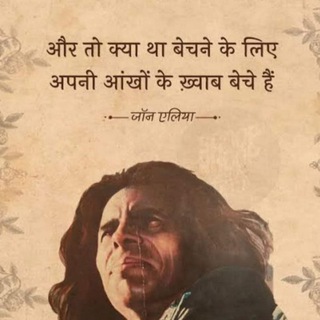 और तो क्या था बेचने के लिए
अपनी आंखों के ख़्वाब बेचे हैं
जॉन एलिया